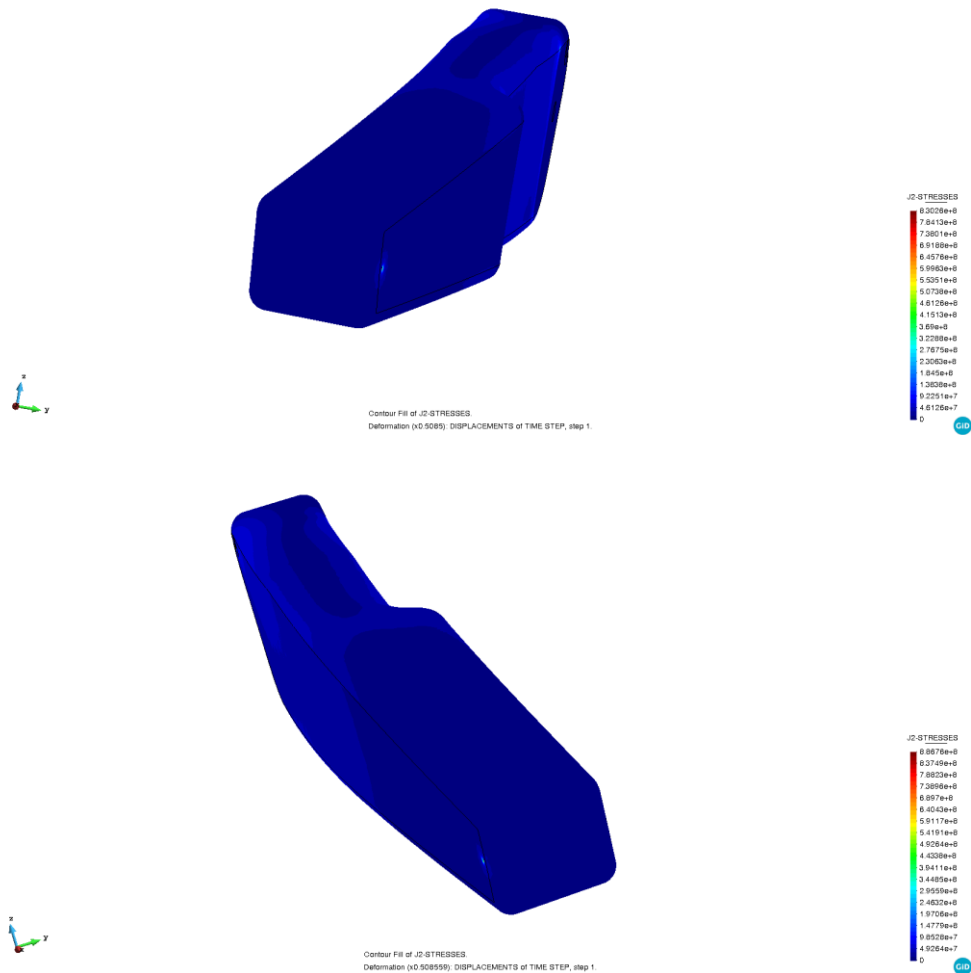 J2-STRESSES
8.3026e+8
7.8413e+8
7.3801e+8
6.9188e+8
6.4576e+8
5.9963e+8
5.5351e+8
5.0738e+8
4.6126e+8
4.1513e+8
3.69e+8
3.2288e+8
2.7675e+8
2.3063e+8
1.845e+8
1.3838e+8
9.2251e+7
4.6126e+7
0
GiD
z
y
Contour Fill of J2-STRESSES.
Deformation (x0.5085): DISPLACEMENTS of TIME STEP, step 1.
J2-STRESSES
8.8676e+8
8.3749e+8
7.8823e+8
7.3896e+8
6.897e+8
6.4043e+8
5.9117e+8
5.4191e+8
4.9264e+8
4.4338e+8
3.9411e+8
3.4485e+8
2.9559e+8
2.4632e+8
1.9706e+8
1.4779e+8
9.8528e+7
4.9264e+7
0
GiD
z
y
x
Contour Fill of J2-STRESSES.
Deformation (x0.508559): DISPLACEMENTS of TIME STEP, step 1.